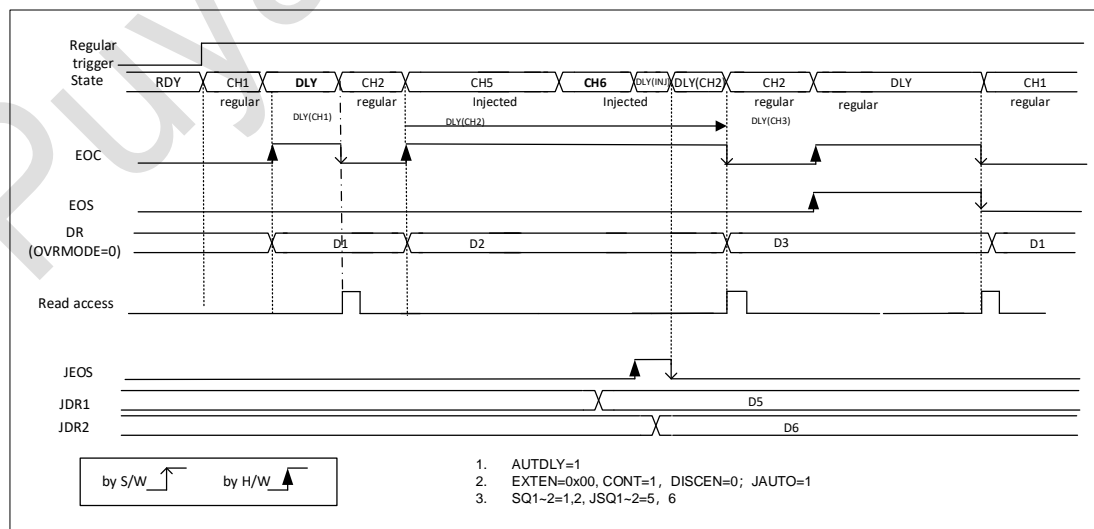 Puya
Regular
trigger
State
RDY CH1 DLY CH2 CH5 CH6 DLY(INJ) DLY(CH2) CH2 DLY CH1
regular regular Injected Injected regular regular regular
DLY(CH1) DLY(CH2) DLY(CH3)
EOC
EOS
DR
(OVRMODE=0)
D1 D2 D3 D1
Read access
JEOS
JDR1 D5
JDR2 D6
by S/W by H/W
1. AUTDLY=1
2. EXTEN=0x00, CONT=1, DISCEN=0; JAUTO=1
3. SQ1~2=1,2, JSQ1~2=5, 6